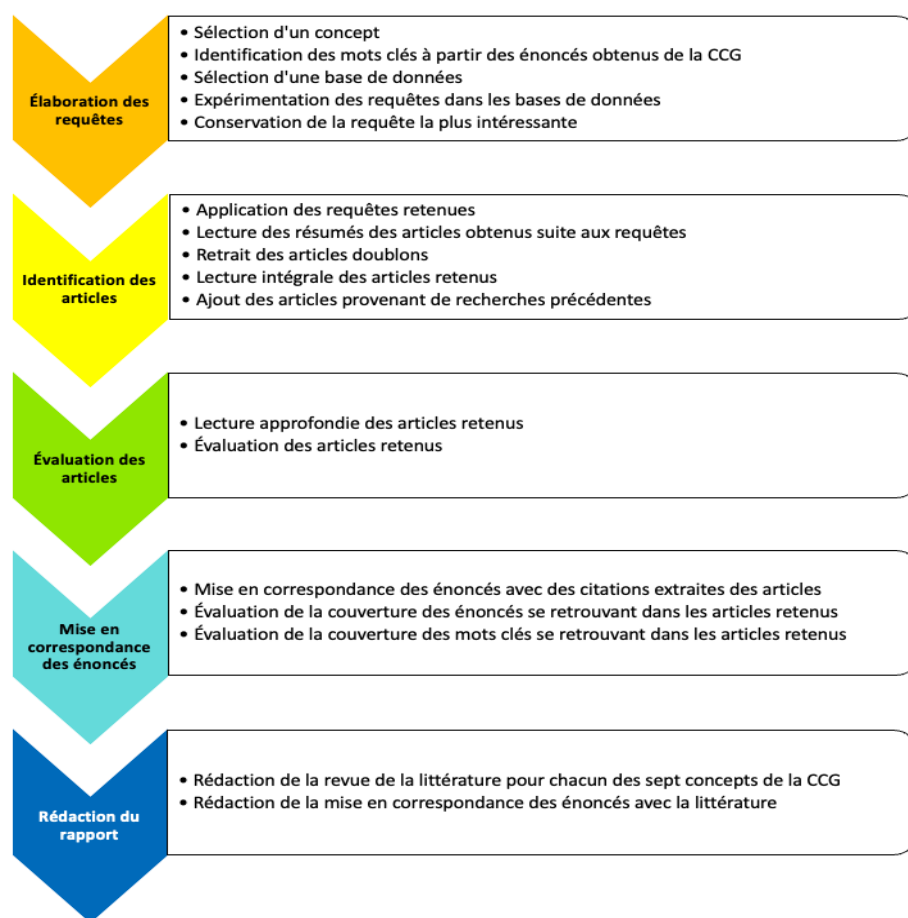 Élaboration des
requêtes
• Sélection d'un concept
• Identification des mots clés à partir des énoncés obtenus de la CCG
• Sélection d'une base de données
• Expérimentation des requêtes dans les bases de données
• Conservation de la requête la plus intéressante
Identification des
articles
• Application des requêtes retenues
• Lecture des résumés des articles obtenus suite aux requêtes
• Retrait des articles doublons
• Lecture intégrale des articles retenus
• Ajout des articles provenant de recherches précédentes
Évaluation des
articles
• Lecture approfondie des articles retenus
• Évaluation des articles retenus
Mise en
correspondance
des énoncés
• Mise en correspondance des énoncés avec des citations extraites des articles
• Évaluation de la couverture des énoncés se retrouvant dans les articles retenus
• Évaluation de la couverture des mots clés se retrouvant dans les articles retenus
Rédaction du
rapport
• Rédaction de la revue de la littérature pour chacun des sept concepts de la CCG
• Rédaction de la mise en correspondance des énoncés avec la littérature